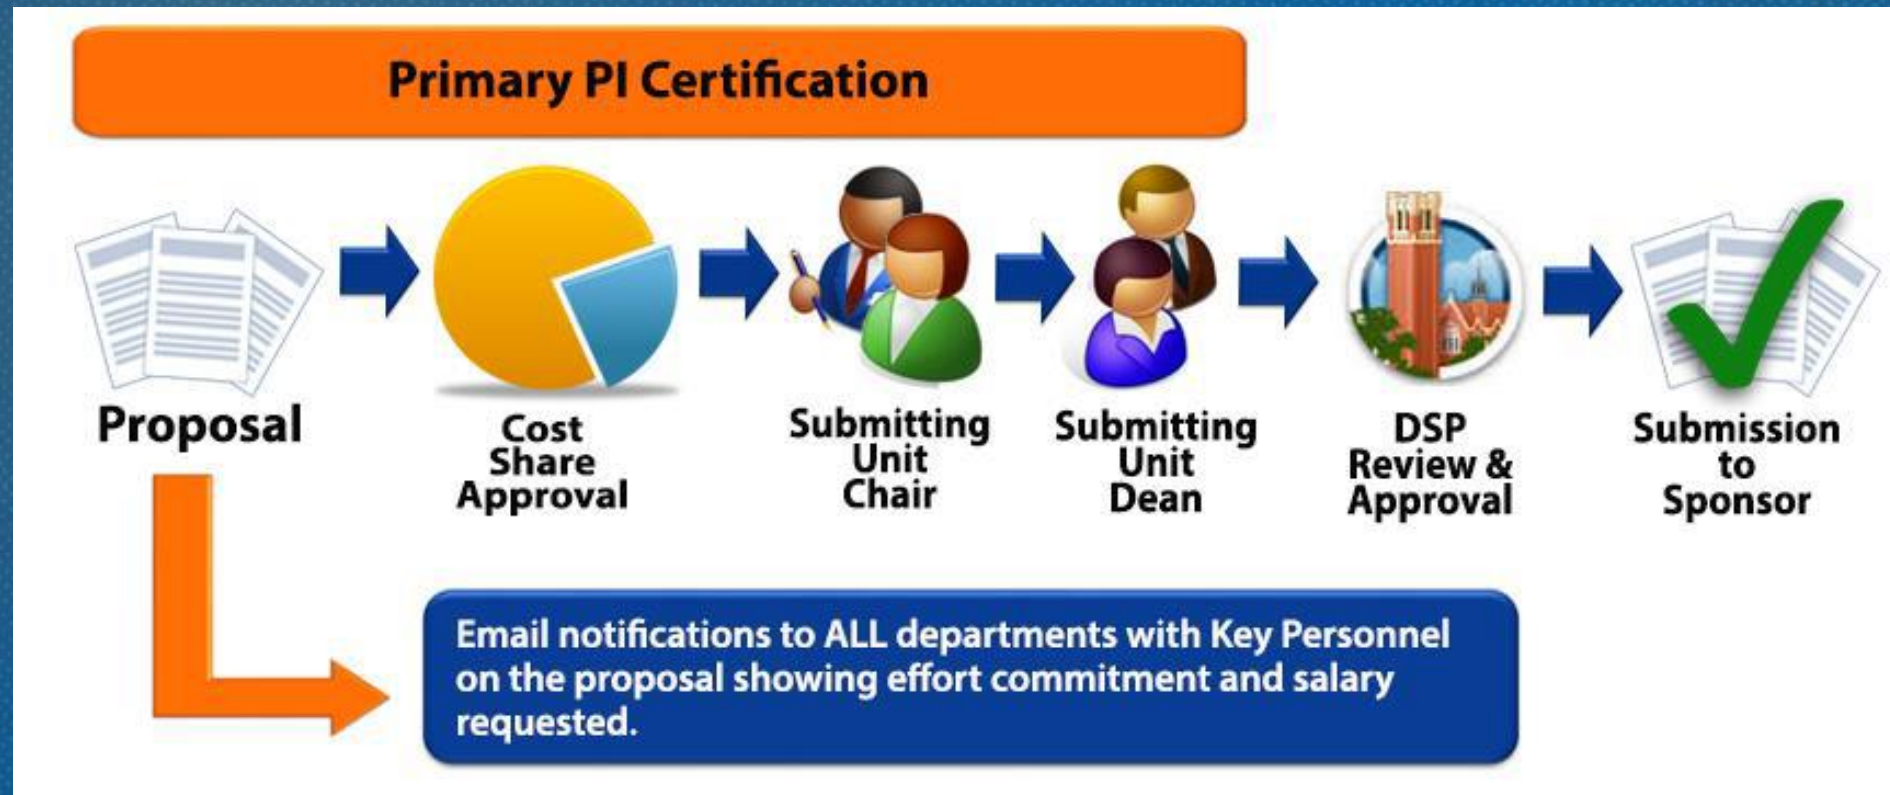 Primary PI Certification
Proposal
Cost
Share
Approval
Submitting
Unit
Chair
Submitting
Unit
Dean
DSP
Review &
Approval
Submission
to
Sponsor
Email notifications to ALL departments with Key Personnel
on the proposal showing effort commitment and salary
requested.